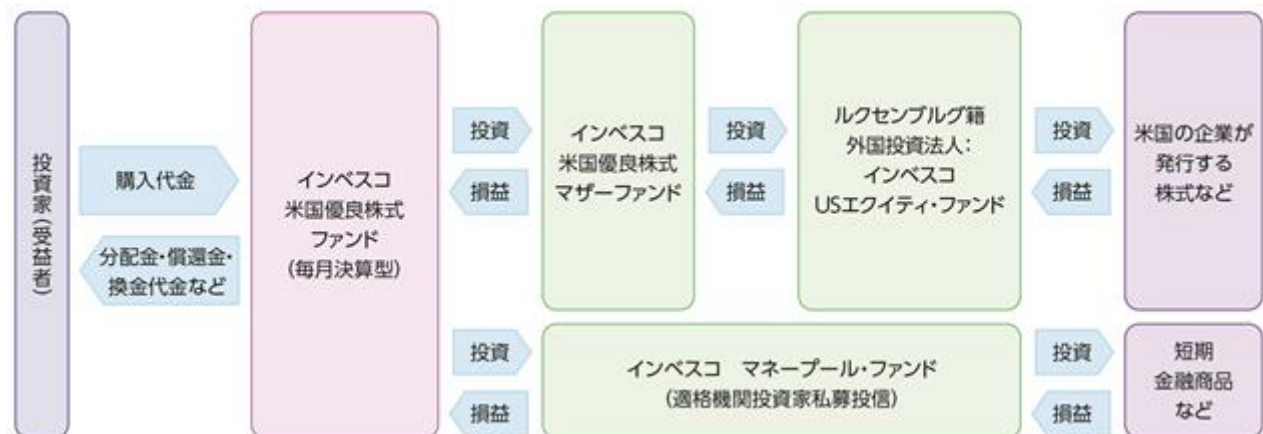 投資家(受益者)
購入代金
分配金・償還金・
換金代金など
インベスコ
米国優良株式
ファンド
(毎月決算型)
投資
損益
インベスコ
米国優良株式
マザーファンド
投資
損益
ルクセンブルグ籍
外国投資法人:
インベスコ
USエクイティ・ファンド
投資
損益
米国の企業が
発行する
株式など
投資
損益
インベスコ　マネープール・ファンド
(適格機関投資家私募投信)
投資
損益
短期
金融商品
など